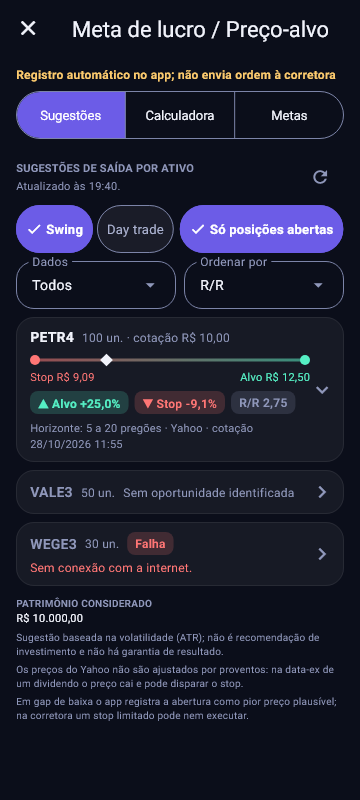 Meta de lucro / Preço-alvo
Registro automático no app; não envia ordem à corretora
Sugestões
Calculadora
Metas
SUGESTÕES DE SAÍDA POR ATIVO
Atualizado às 19:40.
Swing
Day trade
Só posições abertas
Dados
Todos
Ordenar por
R/R
PETR4 100 un. · cotação R$ 10,00
Stop R$ 9,09
Alvo R$ 12,50
▲ Alvo +25,0%
▼ Stop -9,1%
R/R 2,75
Horizonte: 5 a 20 pregões · Yahoo · cotação
28/10/2026 11:55
VALE3 50 un. Sem oportunidade identificada
WEGE3 30 un. Falha
Sem conexão com a internet.
PATRIMÔNIO CONSIDERADO
R$ 10.000,00
Sugestão baseada na volatilidade (ATR); não é recomendação de
investimento e não há garantia de resultado.
Os preços do Yahoo não são ajustados por proventos: na data-ex de
um dividendo o preço cai e pode disparar o stop.
Em gap de baixa o app registra a abertura como pior preço plausível;
na corretora um stop limitado pode nem executar.